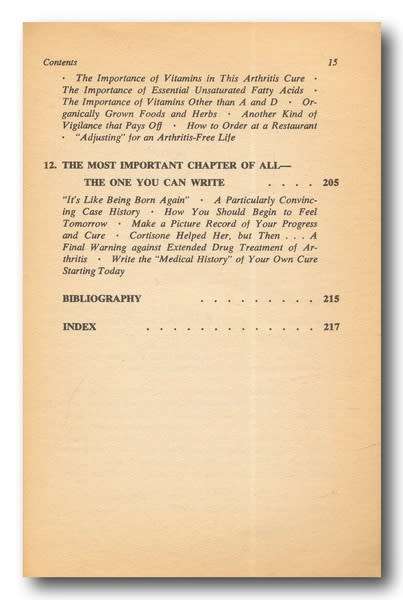 Contents 15
· The Importance of Vitamins in This Arthritis Cure ·
The Importance of Essential Unsaturated Fatty Acids ·
The Importance of Vitamins Other than A and D · Or-
ganically Grown Foods and Herbs · Another Kind of
Vigilance that Pays Off · How to Order at a Restaurant
· "Adjusting" for an Arthritis-Free Life
12. THE MOST IMPORTANT CHAPTER OF ALL—
THE ONE YOU CAN WRITE . . . . 205
"It's Like Being Born Again" · A Particularly Convinc-
ing Case History · How You Should Begin to Feel
Tomorrow · Make a Picture Record of Your Progress
and Cure · Cortisone Helped Her, but Then . . . A
Final Warning against Extended Drug Treatment of Ar-
thritis · Write the "Medical History" of Your Own Cure
Starting Today
BIBLIOGRAPHY . . . . . . . . . 215
INDEX . . . . . . . . . . . . . 217